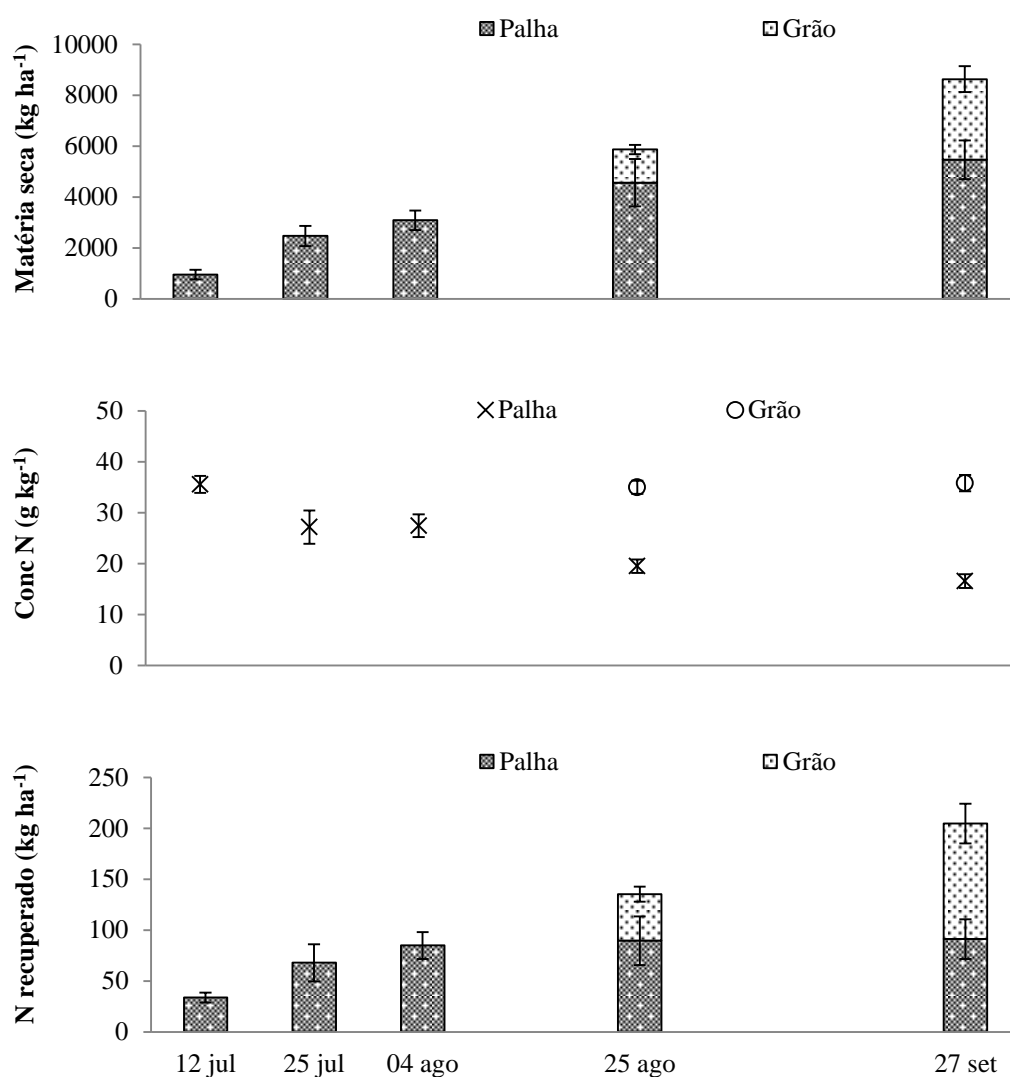 Palha Grão
Matéria seca (kg ha-1)
10000
8000
6000
4000
2000
0
Palha Grão
Conc N (g kg-1)
50
40
30
20
10
0
Palha Grão
N recuperado (kg ha-1)
250
200
150
100
50
0
12 jul 25 jul 04 ago 25 ago 27 set